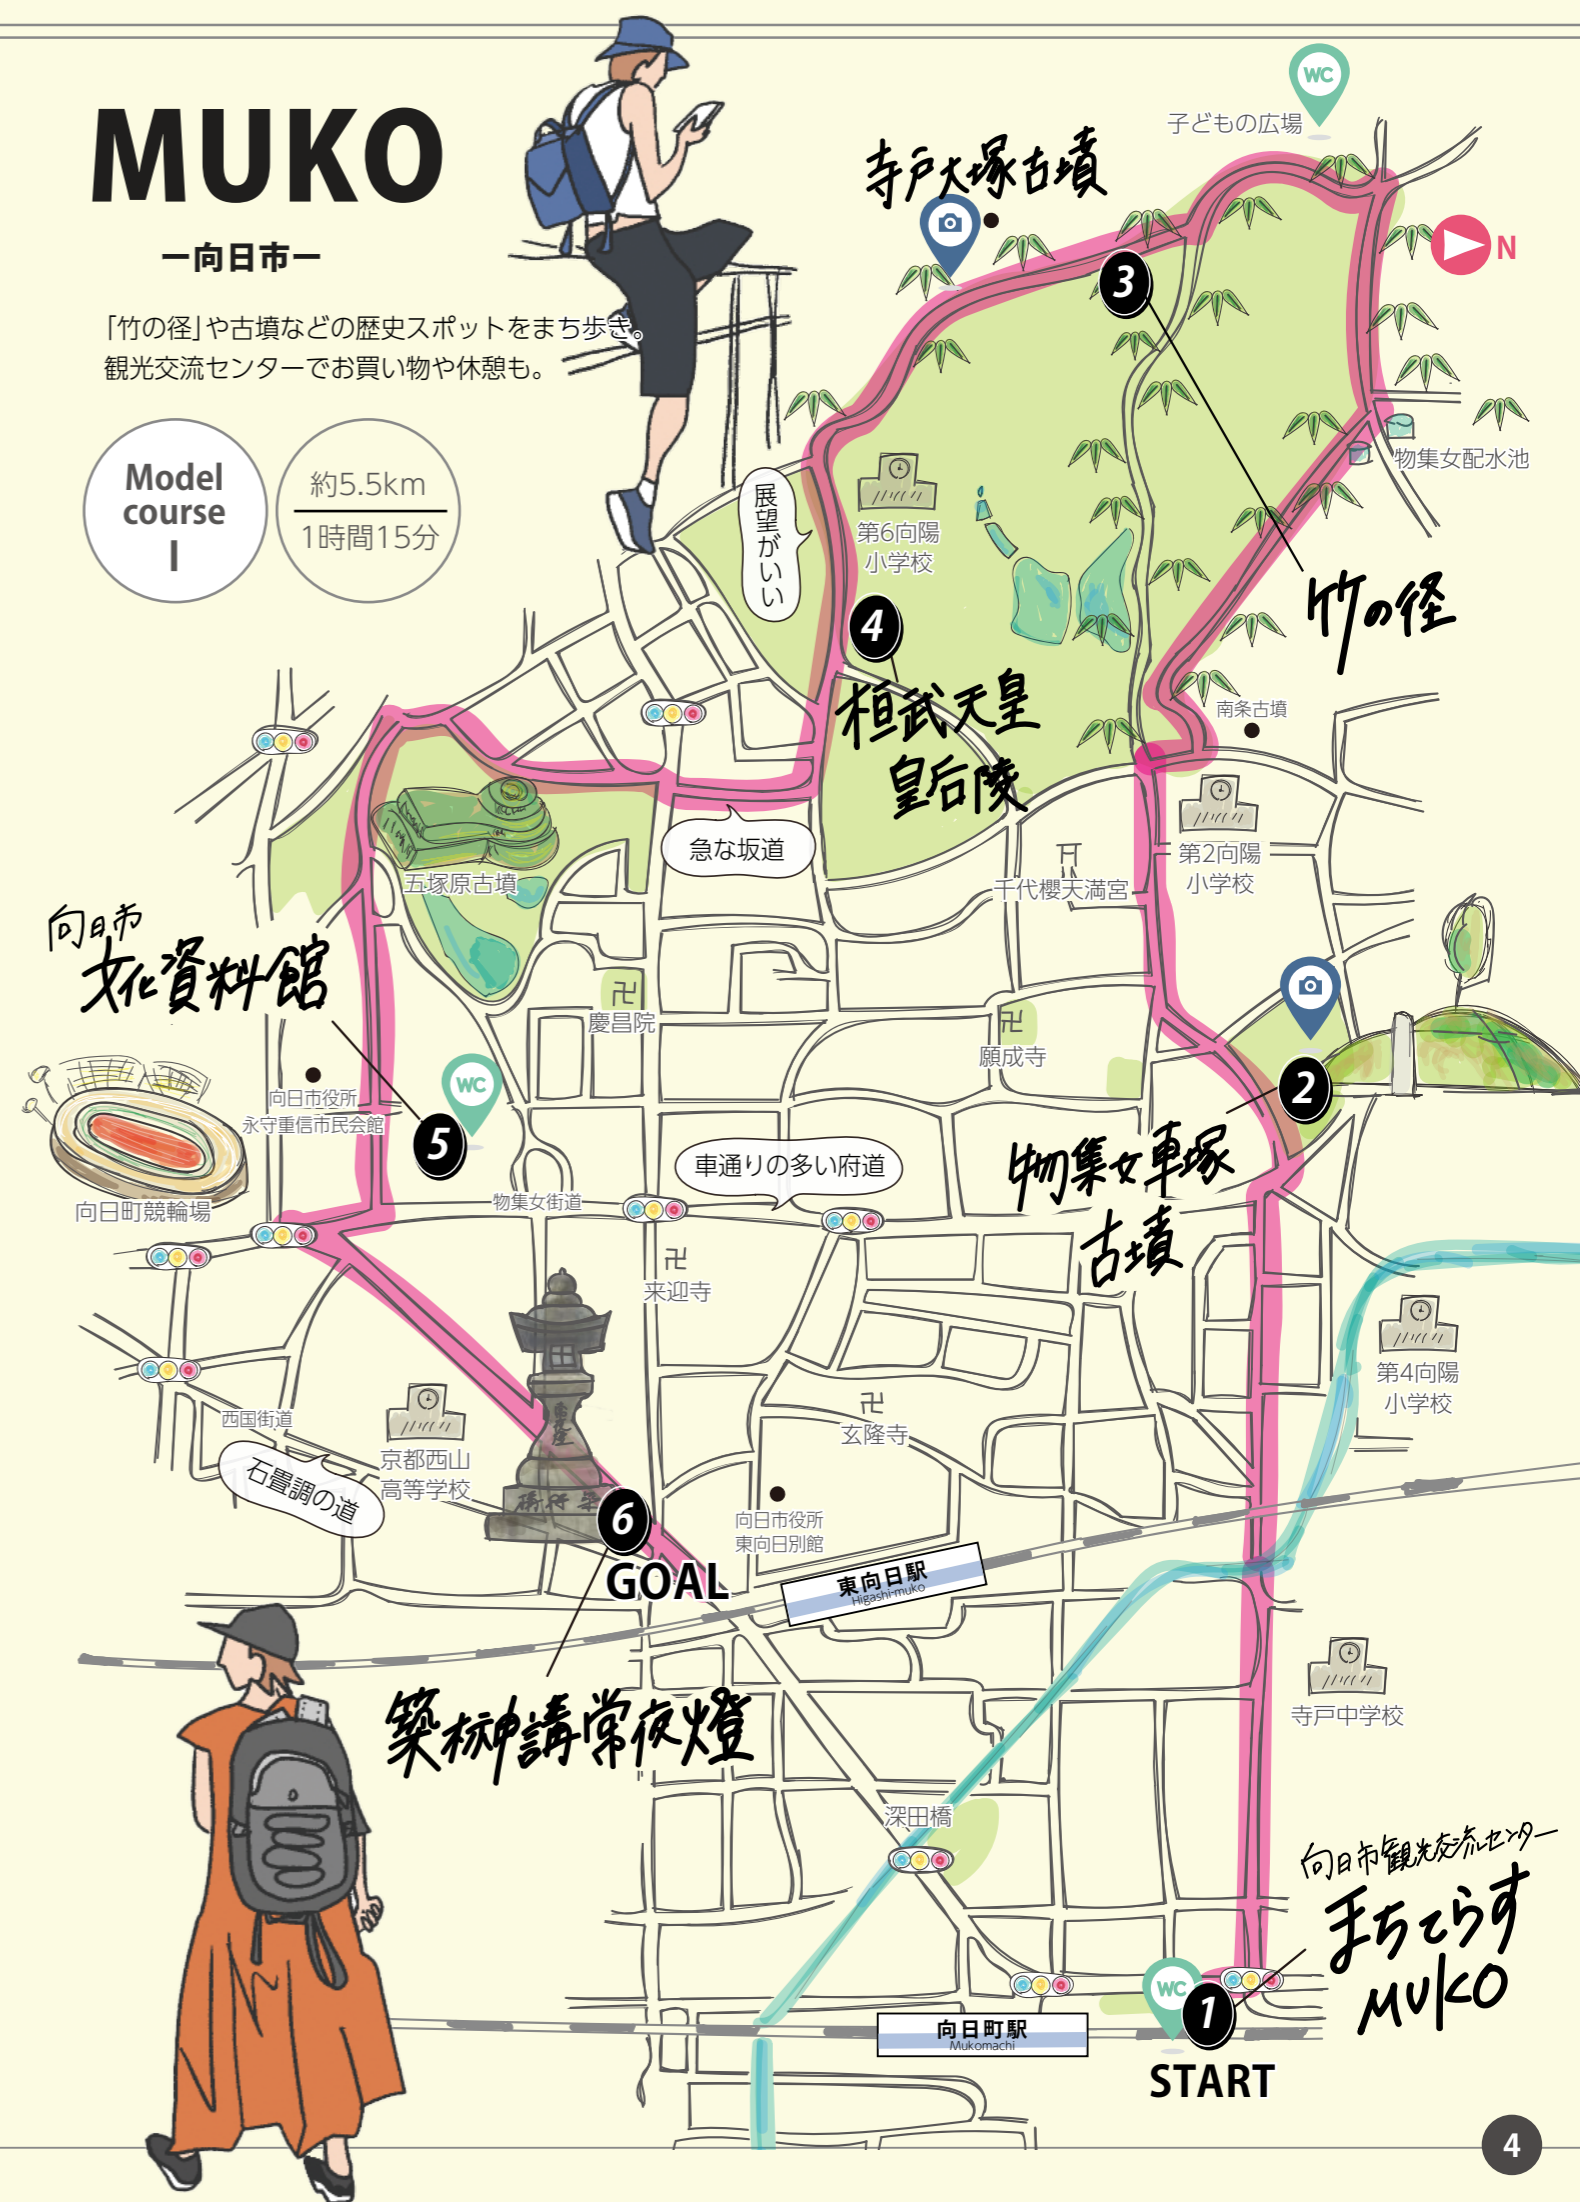 MUKO
ー向日市ー
「竹の径」や古墳などの歴史スポットをまち歩き。
観光交流センターでお買い物や休憩も。
Model
course
I
約5.5km
1時間15分
WC
子どもの広場
寺戸大塚古墳
N
3
物集女配水池
展望がいい
第6向陽
小学校
竹の径
4
桓武天皇
皇后陵
南条古墳
急な坂道
第2向陽
小学校
千代櫻天満宮
五塚原古墳
向日市
文化資料館
慶昌院
願成寺
向日市役所
永守重信市民会館
WC
5
2
物集女車塚
古墳
車通りの多い府道
向日町競輪場
物集女街道
来迎寺
第4向陽
小学校
西国街道
石畳調の道
京都西山
高等学校
玄隆寺
向日市役所
東向日別館
6
GOAL
東向日駅
Higashi-muko
寺戸中学校
築榊講常夜燈
深田橋
向日市観光交流センター
まちてらす
MUKO
WC
1
向日町駅
Mukomachi
START
4